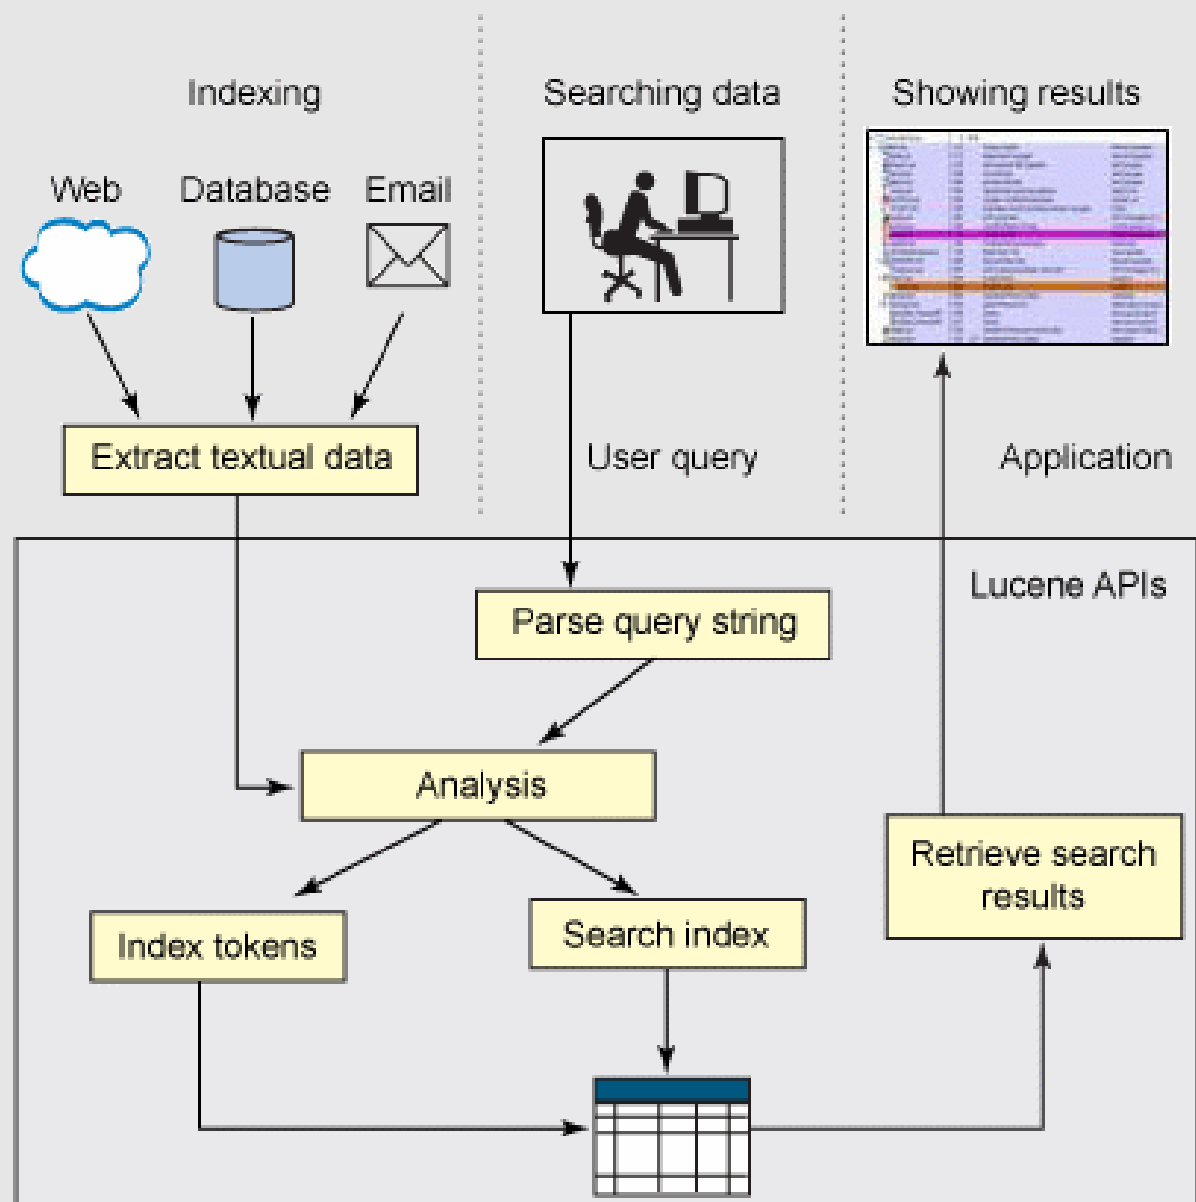 Indexing
Searching data
Showing results
Web
Database
Email
Extract textual data
User query
Application
Lucene APIs
Parse query string
Analysis
Retrieve search
results
Index tokens
Search index